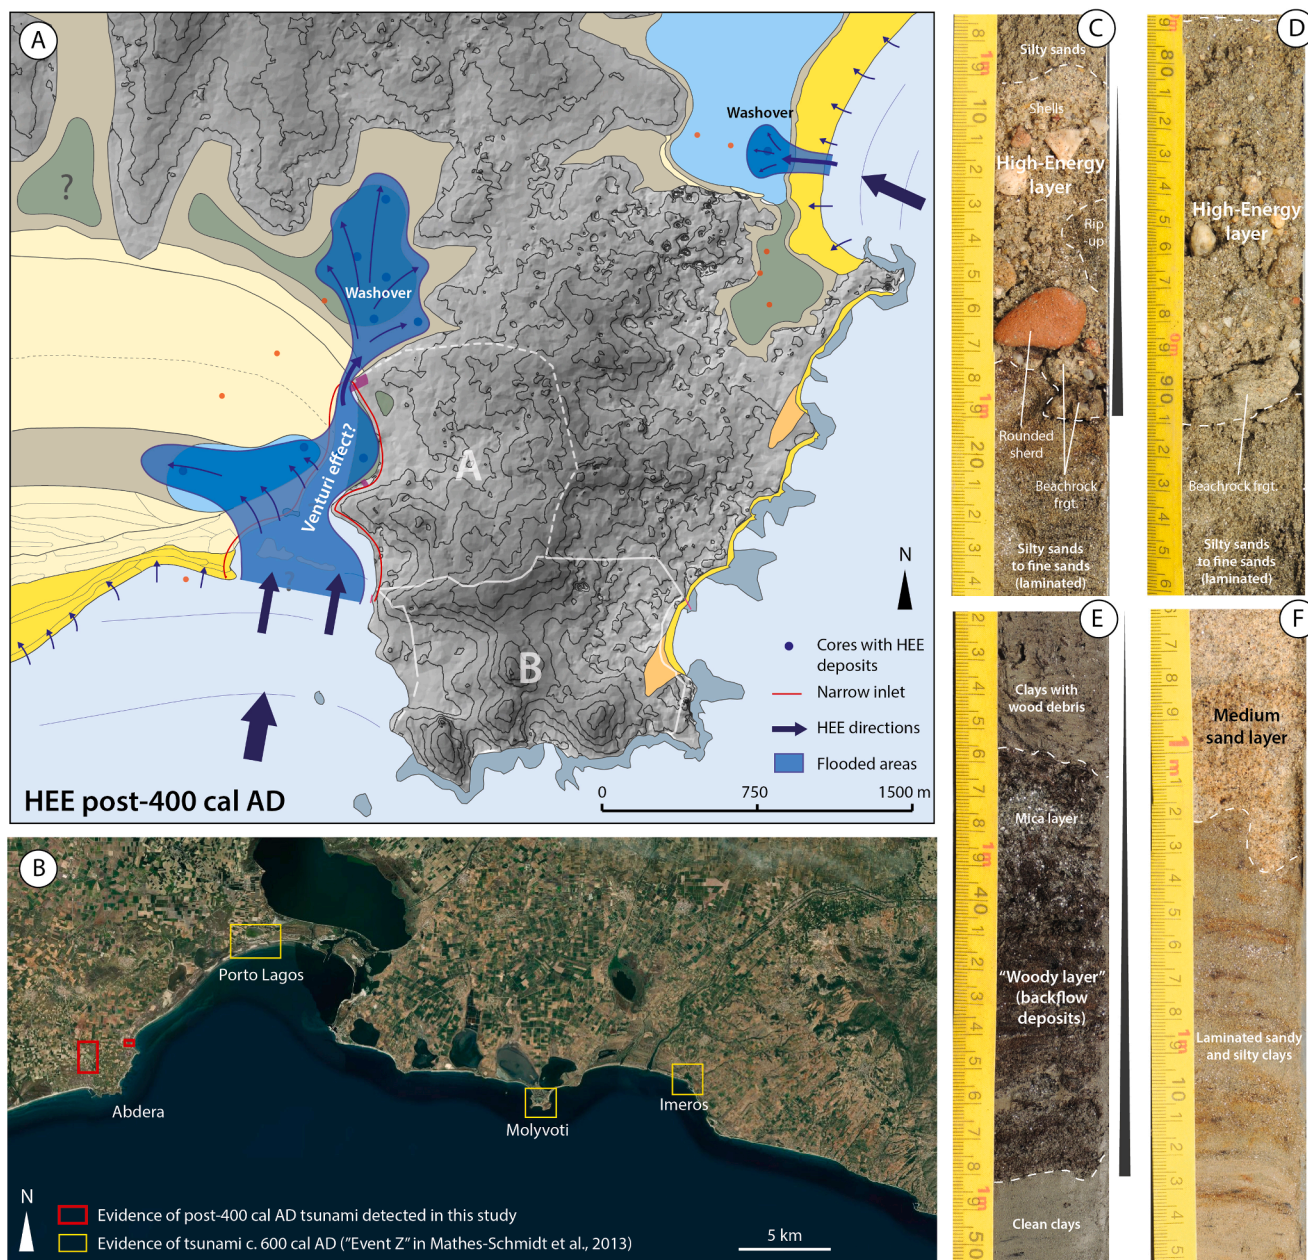 A
Washover
?
Washover
Venturi effect?
A
B
?
N
Cores with HEE
deposits
Narrow inlet
HEE directions
Flooded areas
HEE post-400 cal AD
0
750
1500 m
B
Porto Lagos
Abdera
Molyvoti
Imeros
N
Evidence of post-400 cal AD tsunami detected in this study
Evidence of tsunami c. 600 cal AD ("Event Z" in Mathes-Schmidt et al., 2013)
5 km
C
Silty sands
Shells
High-Energy
layer
Rip
up
Rounded
sherd
Beachrock
frgt.
Silty sands
to fine sands
(laminated)
D
High-Energy
layer
Beachrock frgt.
Silty sands
to fine sands
(laminated)
E
Clays with
wood debris
Mica layer
"Woody layer"
(backflow
deposits)
Clean clays
F
Medium
sand layer
Laminated sandy
and silty clays